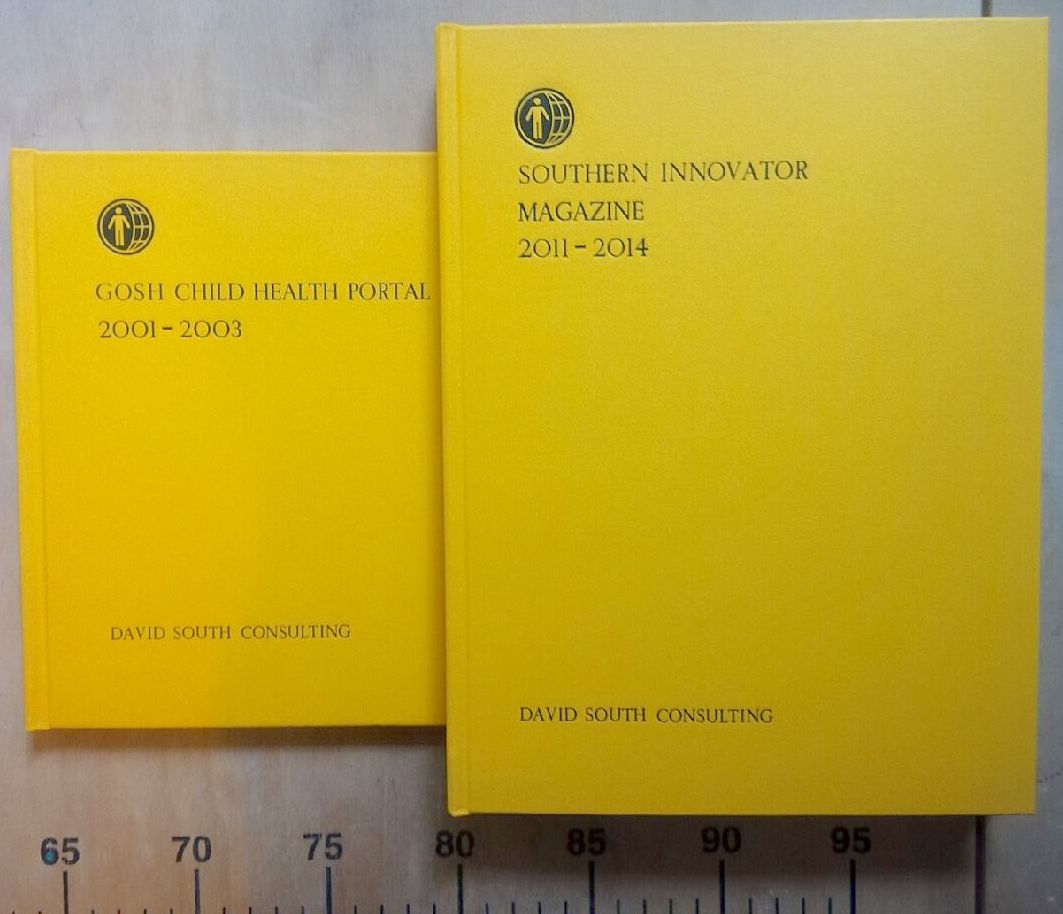 GOSH CHILD HEALTH PORTAL
2001-2003
DAVID SOUTH CONSULTING
SOUTHERN INNOVATOR
MAGAZINE
2011-2014
DAVID SOUTH CONSULTING
65 70 75 80 85 90 95